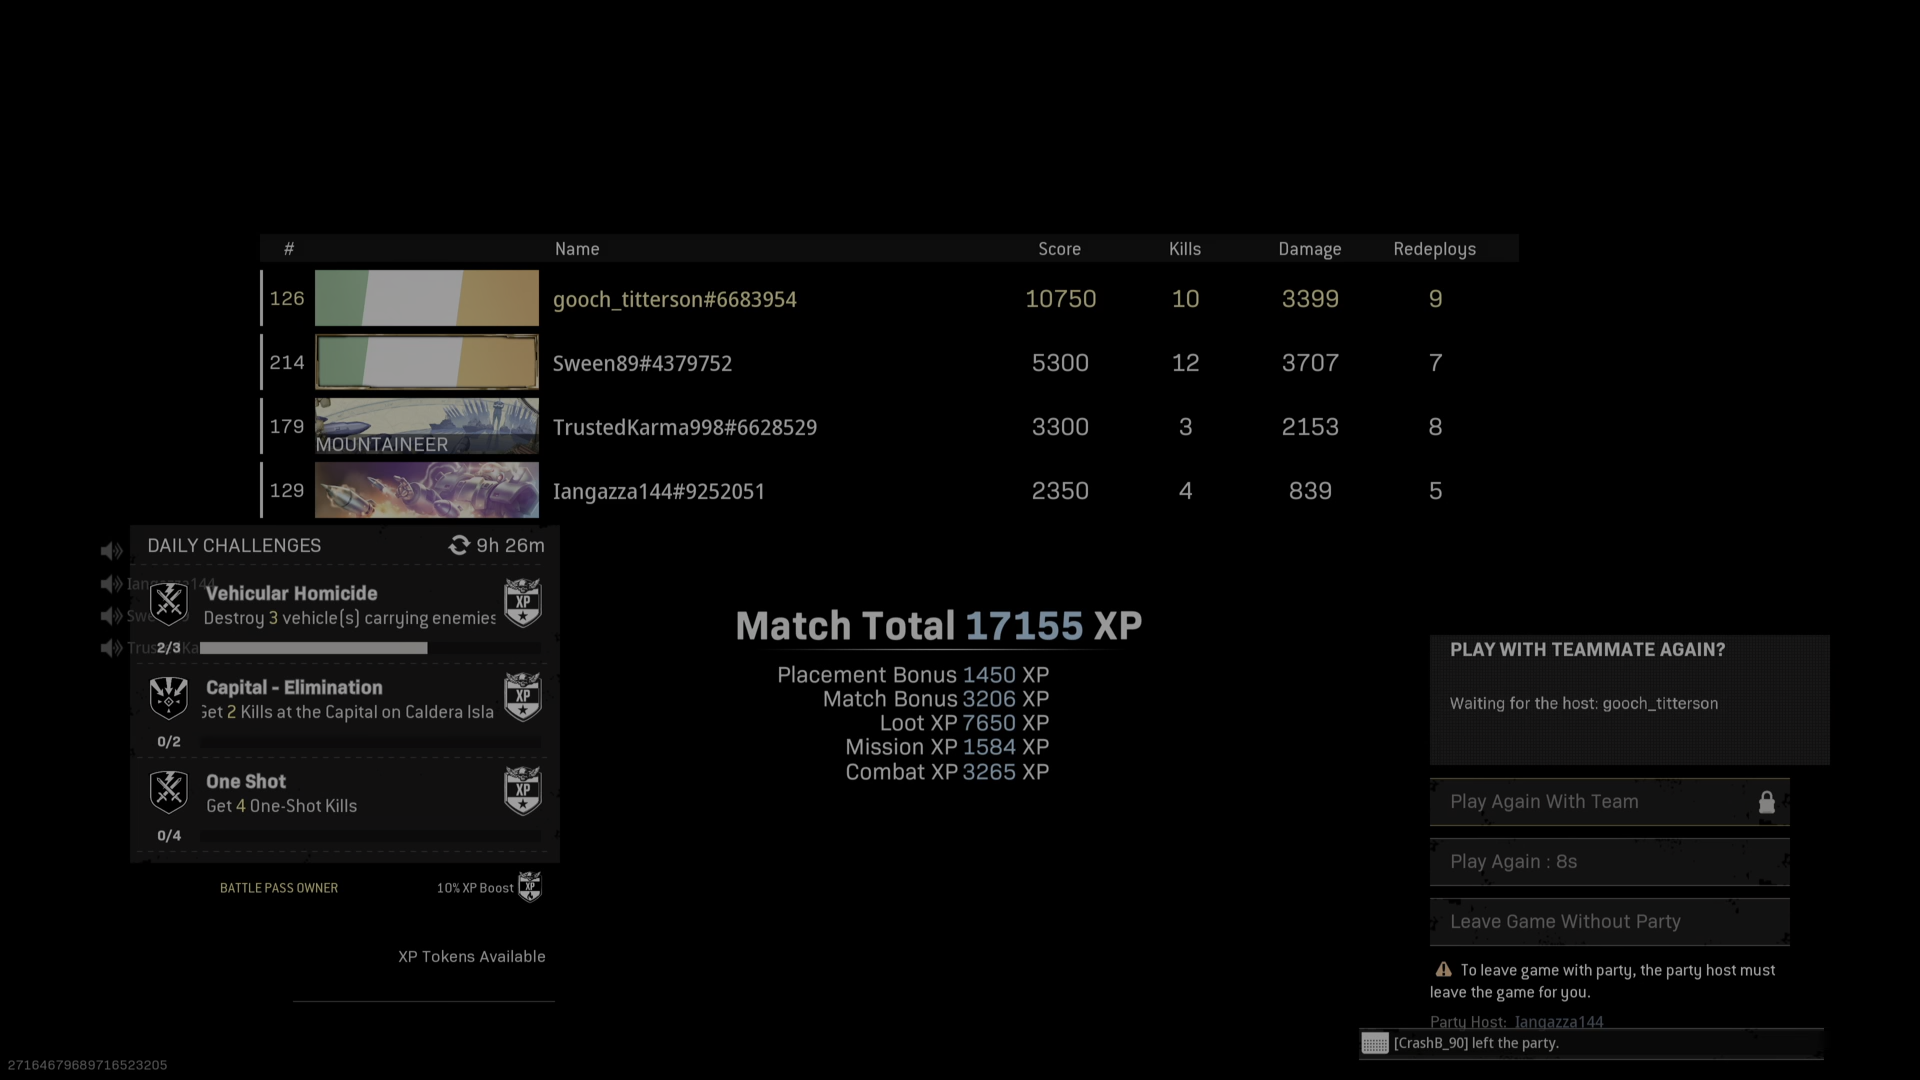 # Name Score Kills Damage Redeploys
126 gooch_titterson#6683954 10750 10 3399 9
214 Sween89#4379752 5300 12 3707 7
179 MOUNTAINEER TrustedKarma998#6628529 3300 3 2153 8
129 Iangazza144#9252051 2350 4 839 5
DAILY CHALLENGES 9h 26m
Iangazza144
Vehicular Homicide
XP
Destroy 3 vehicle(s) carrying enemies
2/3
Capital - Elimination
XP
Get 2 Kills at the Capital on Caldera Isla
0/2
One Shot
XP
Get 4 One-Shot Kills
0/4
BATTLE PASS OWNER 10% XP Boost XP
XP Tokens Available
Match Total 17155 XP
Placement Bonus 1450 XP
Match Bonus 3206 XP
Loot XP 7650 XP
Mission XP 1584 XP
Combat XP 3265 XP
PLAY WITH TEAMMATE AGAIN?
Waiting for the host: gooch_titterson
Play Again With Team
Play Again : 8s
Leave Game Without Party
To leave game with party, the party host must
leave the game for you.
Party Host: Iangazza144
[CrashB_90] left the party.
27164679689716523205